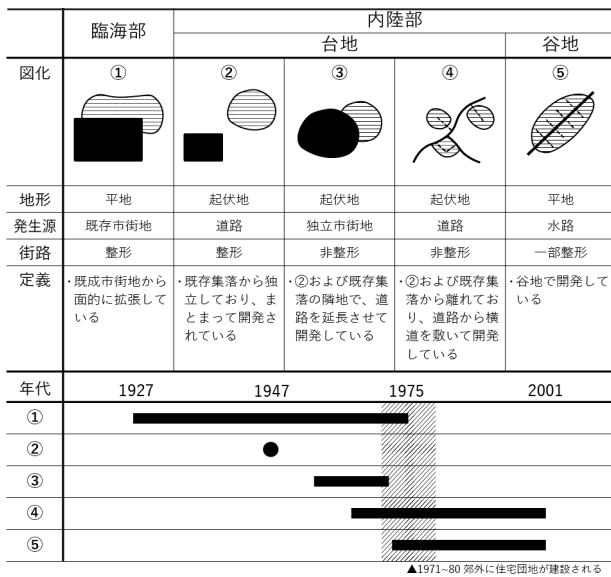 臨海部
内陸部
台地
谷地
図化
①
②
③
④
⑤
地形
平地
起伏地
起伏地
起伏地
平地
発生源
既存市街地
道路
独立市街地
道路
水路
街路
整形
整形
非整形
非整形
一部整形
定義
・既成市街地から
面的に拡張して
いる
・既存集落から独
立しており、ま
とまって開発さ
れている
・②および既存集
落の隣地で、道
路を延長させて
開発している
・②および既存集
落から離れてお
り、道路から横
道を敷いて開発
している
・谷地で開発して
いる
年代
1927
1947
1975
2001
①
②
③
④
⑤
▲1971~80 郊外に住宅団地が建設される